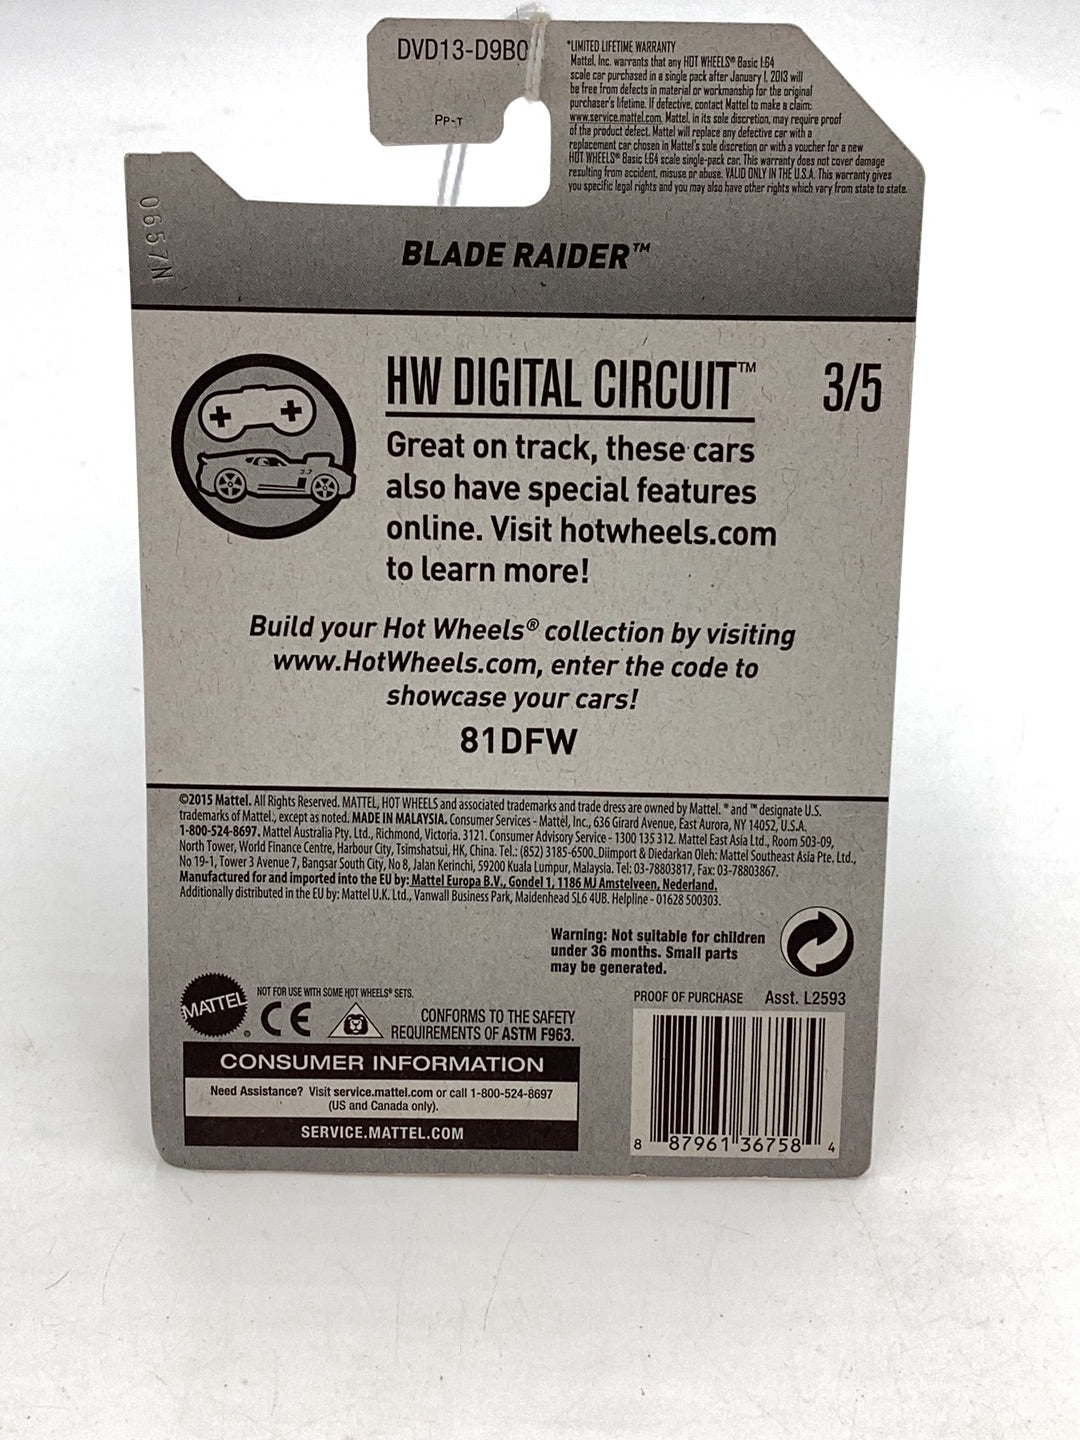 DVD13-D9B0
PP-T
*LIMITED LIFETIME WARRANTY
Mattel, Inc. warrants that any HOT WHEELS® Basic 1:64
scale car purchased in a single pack after January 1, 2013 will
be free from defects in material or workmanship for the original
purchaser's lifetime. If defective, contact Mattel to make a claim:
www.service.mattel.com. Mattel, in its sole discretion, may require proof
of the product defect. Mattel will replace any defective car with a
replacement car chosen in Mattel's sole discretion or with a voucher for a new
HOT WHEELS® Basic 1:64 scale single-pack car. This warranty does not cover damage
resulting from accident, misuse or abuse. VALID ONLY IN THE U.S.A. This warranty gives
you specific legal rights and you may also have other rights which vary from state to state.
0657N
BLADE RAIDER™
HW DIGITAL CIRCUIT™ 3/5
Great on track, these cars
also have special features
online. Visit hotwheels.com
to learn more!
Build your Hot Wheels® collection by visiting
www.HotWheels.com, enter the code to
showcase your cars!
81DFW
©2015 Mattel. All Rights Reserved. MATTEL, HOT WHEELS and associated trademarks and trade dress are owned by Mattel. ® and ™ designate U.S.
trademarks of Mattel., except as noted. MADE IN MALAYSIA. Consumer Services - Mattel, Inc., 636 Girard Avenue, East Aurora, NY 14052, U.S.A.
1-800-524-8697. Mattel Australia Pty. Ltd., Richmond, Victoria. 3121. Consumer Advisory Service - 1300 135 312. Mattel East Asia Ltd., Room 503-09,
North Tower, World Finance Centre, Harbour City, Tsimshatsui, HK, China. Tel.: (852) 3185-6500. Diimport & Diedarkan Oleh: Mattel Southeast Asia Pte. Ltd.,
No 19-1, Tower 3 Avenue 7, Bangsar South City, No 8, Jalan Kerinchi, 59200 Kuala Lumpur, Malaysia. Tel: 03-78803817, Fax: 03-78803867.
Manufactured for and imported into the EU by: Mattel Europa B.V., Gondel 1, 1186 MJ Amstelveen, Nederland.
Additionally distributed in the EU by: Mattel U.K. Ltd., Vanwall Business Park, Maidenhead SL6 4UB. Helpline - 01628 500303.
Warning: Not suitable for children
under 36 months. Small parts
may be generated.
MATTEL®
NOT FOR USE WITH SOME HOT WHEELS® SETS.
CE
CONFORMS TO THE SAFETY
REQUIREMENTS OF ASTM F963.
PROOF OF PURCHASE Asst. L2593
CONSUMER INFORMATION
Need Assistance? Visit service.mattel.com or call 1-800-524-8697
(US and Canada only).
SERVICE.MATTEL.COM
8 87961 36758 4